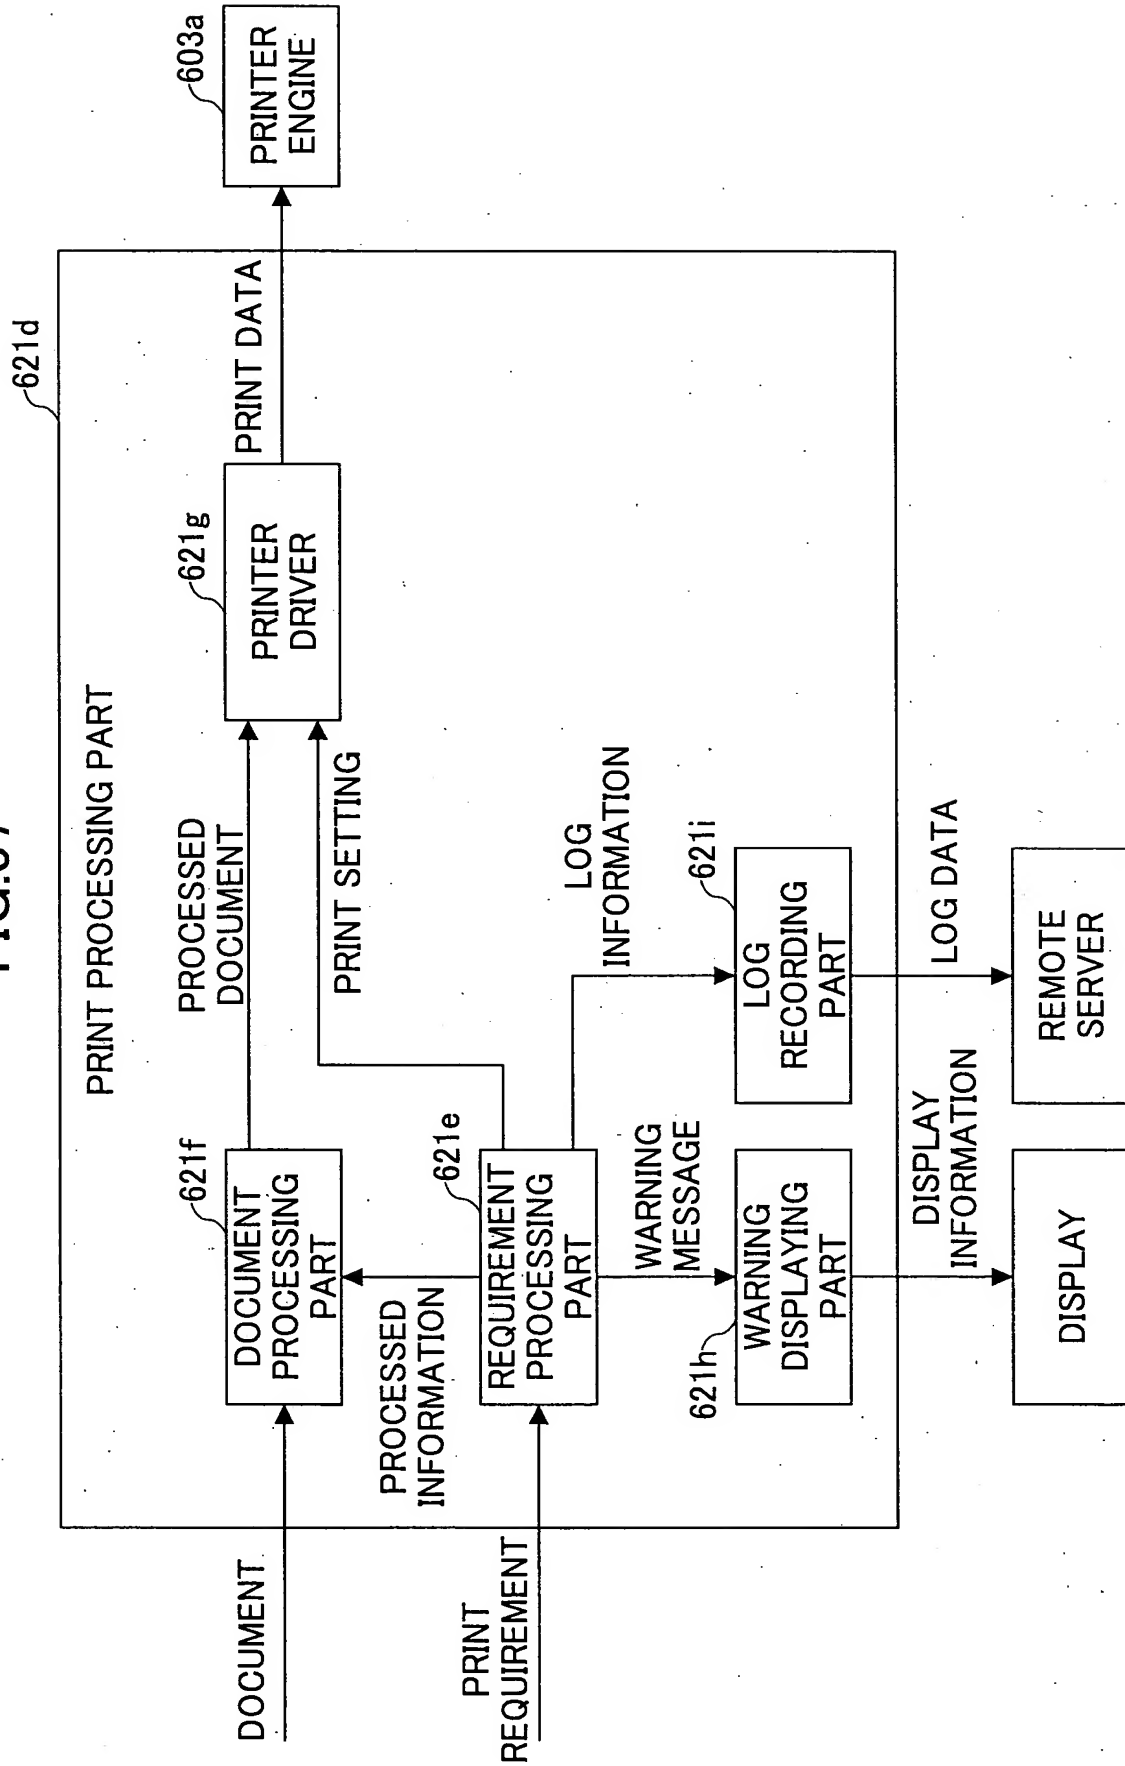 621d
PRINT PROCESSING PART
DOCUMENT
621f
DOCUMENT
PROCESSING
PART
PROCESSED
DOCUMENT
621g
PRINTER
DRIVER
PRINT DATA
603a
PRINTER
ENGINE
PROCESSED
INFORMATION
PRINT SETTING
PRINT
REQUIREMENT
621e
REQUIREMENT
PROCESSING
PART
WARNING
MESSAGE
LOG
INFORMATION
621h
WARNING
DISPLAYING
PART
621i
LOG
RECORDING
PART
DISPLAY
INFORMATION
LOG DATA
DISPLAY
REMOTE
SERVER